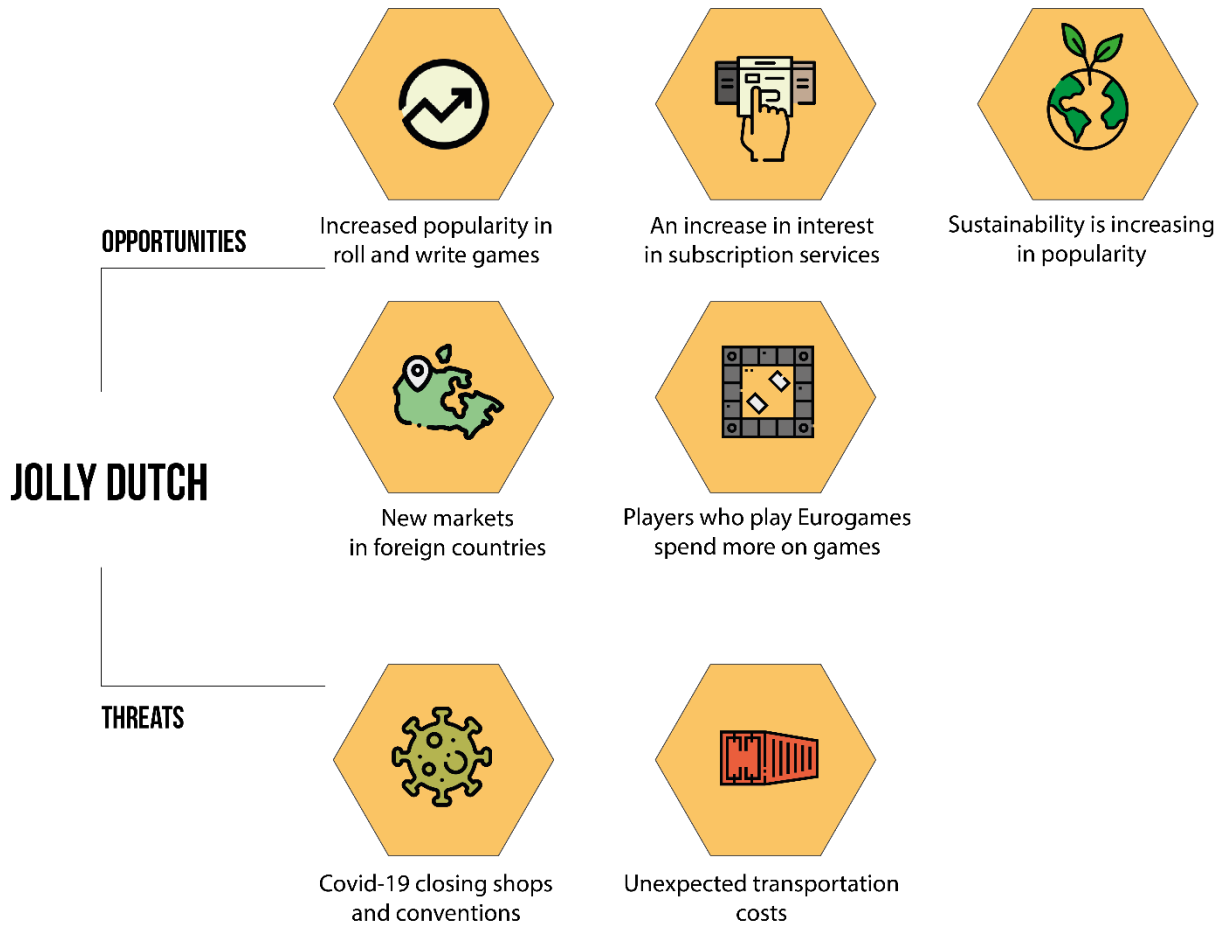 Increased popularity in
roll and write games
An increase in interest
in subscription services
Sustainability is increasing
in popularity
OPPORTUNITIES
New markets
in foreign countries
Players who play Eurogames
spend more on games
JOLLY DUTCH
THREATS
Covid-19 closing shops
and conventions
Unexpected transportation
costs